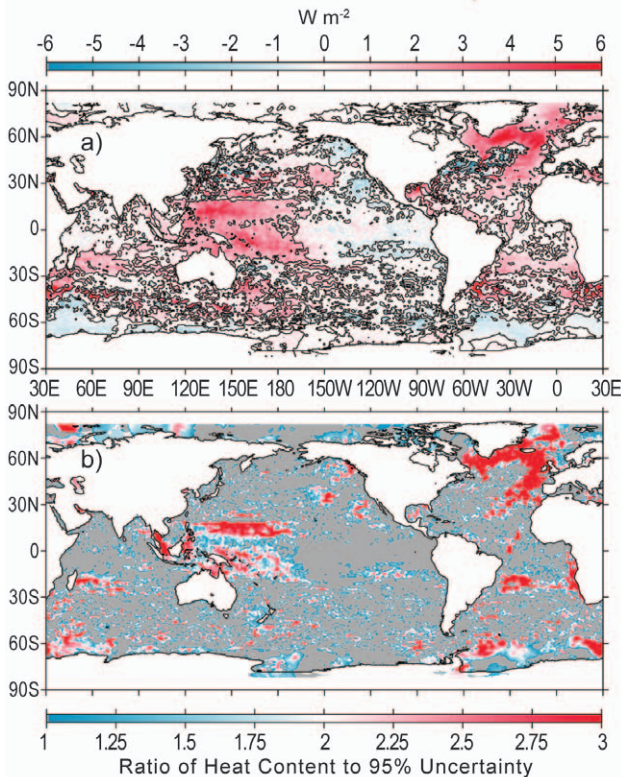 W m-2
-6 -5 -4 -3 -2 -1 0 1 2 3 4 5 6
90N
60N
a)
30N
0
30S
60S
90S
30E 60E 90E 120E 150E 180 150W 120W 90W 60W 30W 0 30E
90N
60N
b)
30N
0
30S
60S
90S
1 1.25 1.5 1.75 2 2.25 2.5 2.75 3
Ratio of Heat Content to 95% Uncertainty